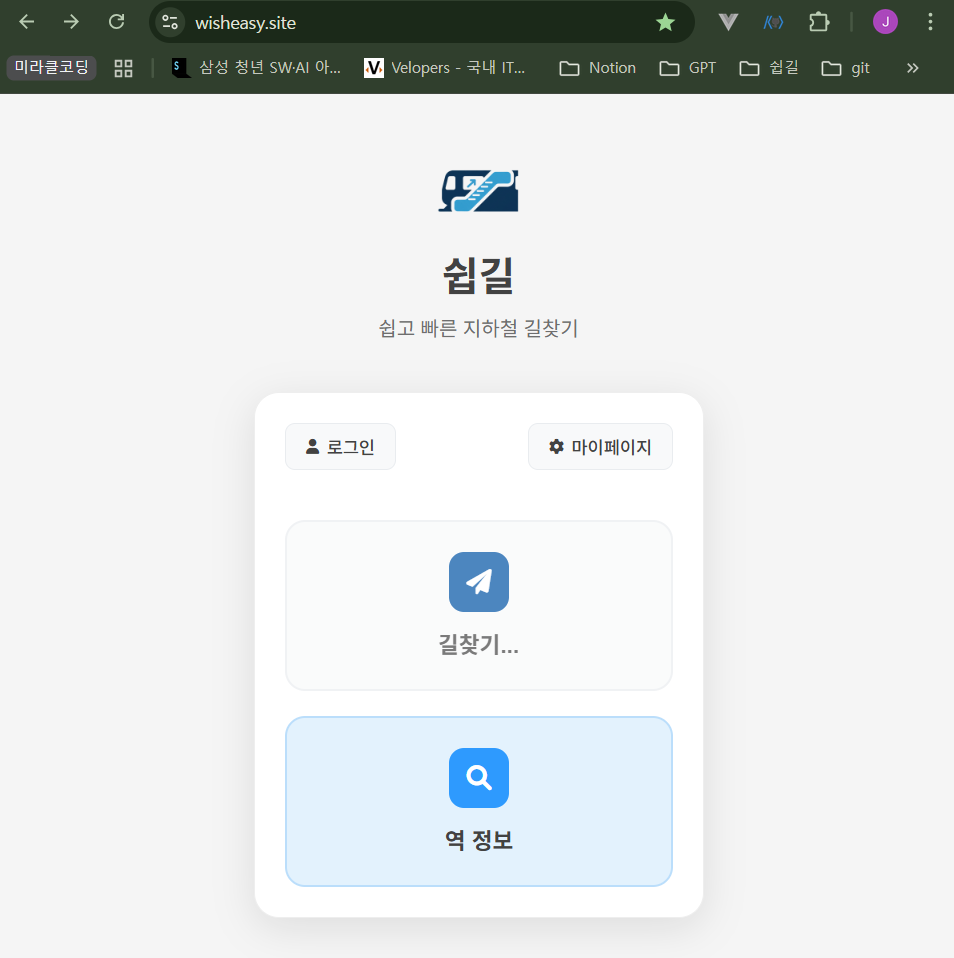 wisheasy.site
J
미라클코딩
삼성 청년 SW·AI 아...
Velopers - 국내 IT...
Notion
GPT
쉽길
git
쉽길
쉽고 빠른 지하철 길찾기
로그인
마이페이지
길찾기...
역 정보